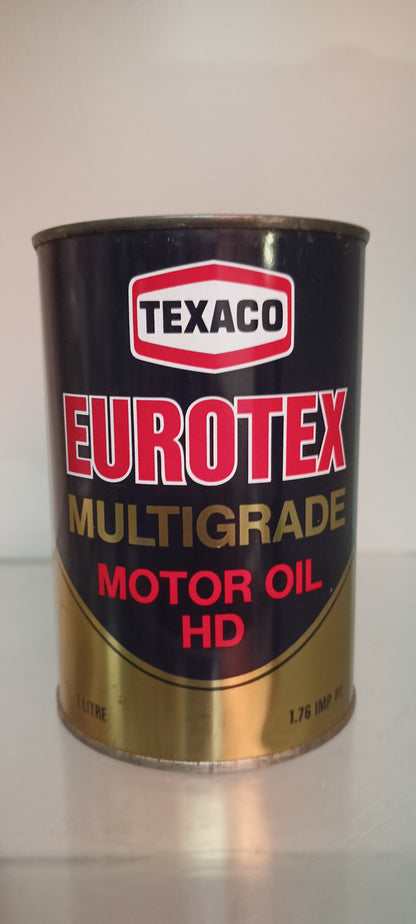 TEXACO
EUROTEX
MULTIGRADE
MOTOR OIL
HD
1 LITRE
1.76 IMP. PT.